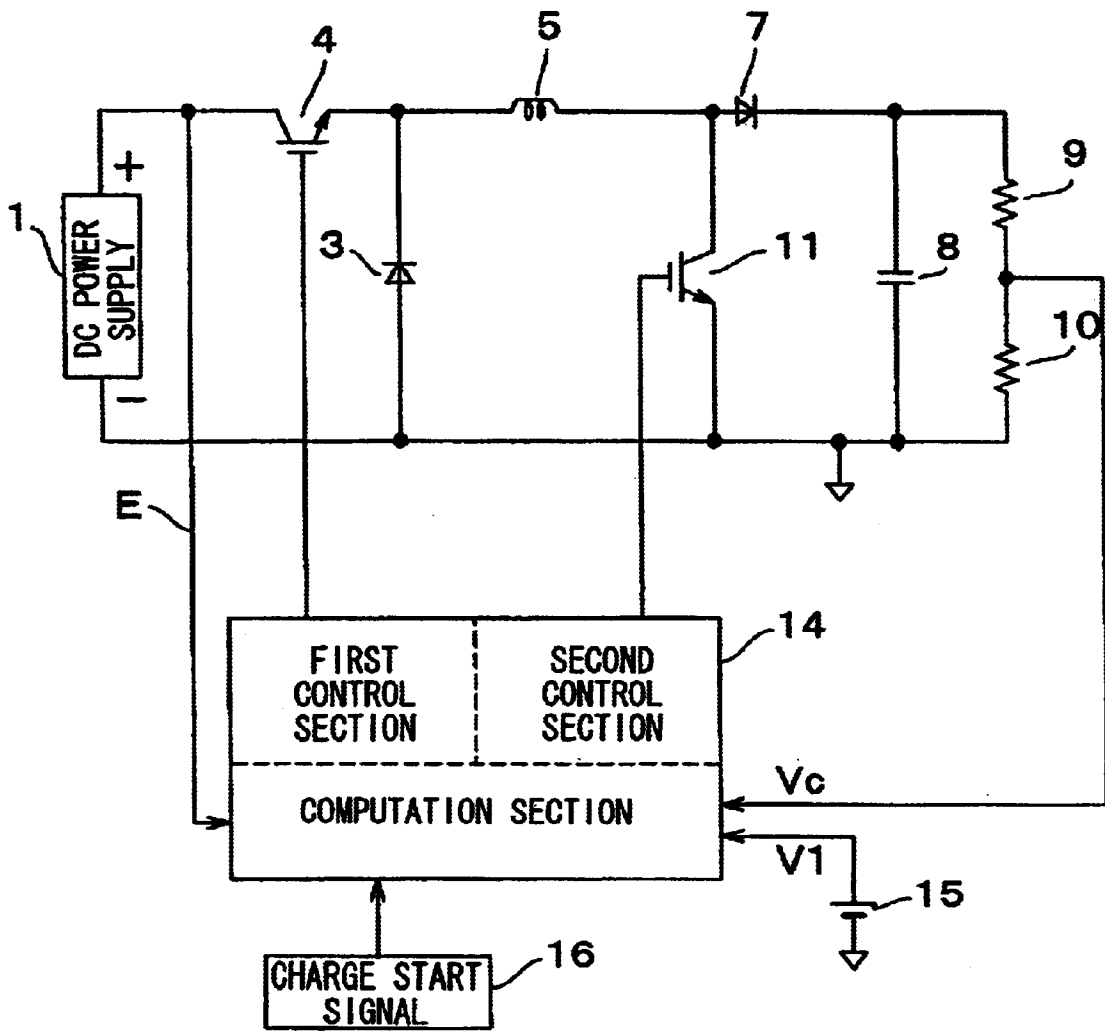 4
5
7
1
DC POWER
SUPPLY
+
−
3
11
8
9
10
E
FIRST
CONTROL
SECTION
SECOND
CONTROL
SECTION
14
COMPUTATION SECTION
Vc
V1
15
CHARGE START
SIGNAL
16